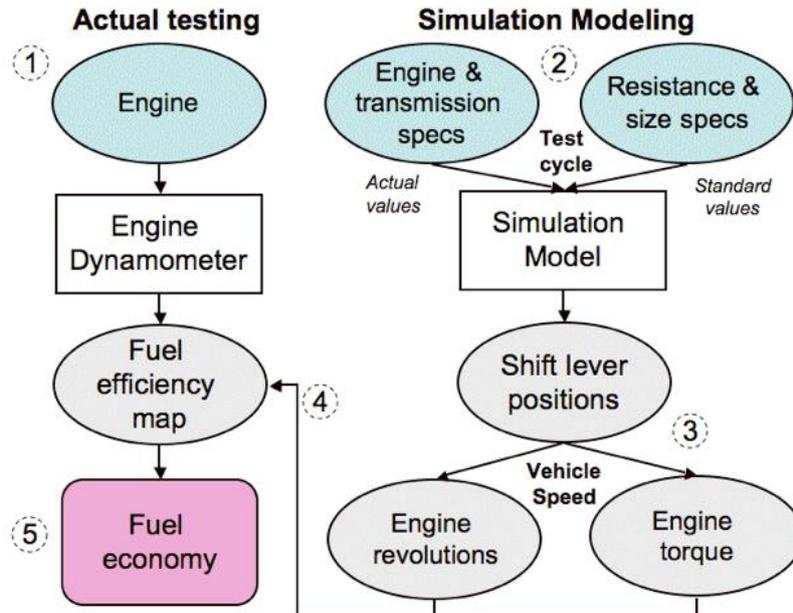 Actual testing
1
Engine
Engine
Dynamometer
Fuel
efficiency
map
4
5
Fuel
economy
Simulation Modeling
2
Engine &
transmission
specs
Resistance &
size specs
Test
cycle
Actual
values
Standard
values
Simulation
Model
Shift lever
positions
3
Vehicle
Speed
Engine
revolutions
Engine
torque